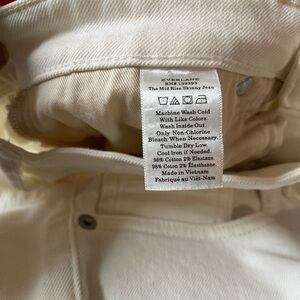 EVERLANE
RN# 139393
The Mid Rise Skinny Jean
Machine Wash Cold
With Like Colors
Wash Inside Out.
Only Non-Chlorine
Bleach When Necessary.
Tumble Dry Low.
Cool Iron if Needed.
98% Cotton 2% Elastane
98% Coton 2% Élasthanne
Made in Vietnam
Fabriqué au Viêt-Nam